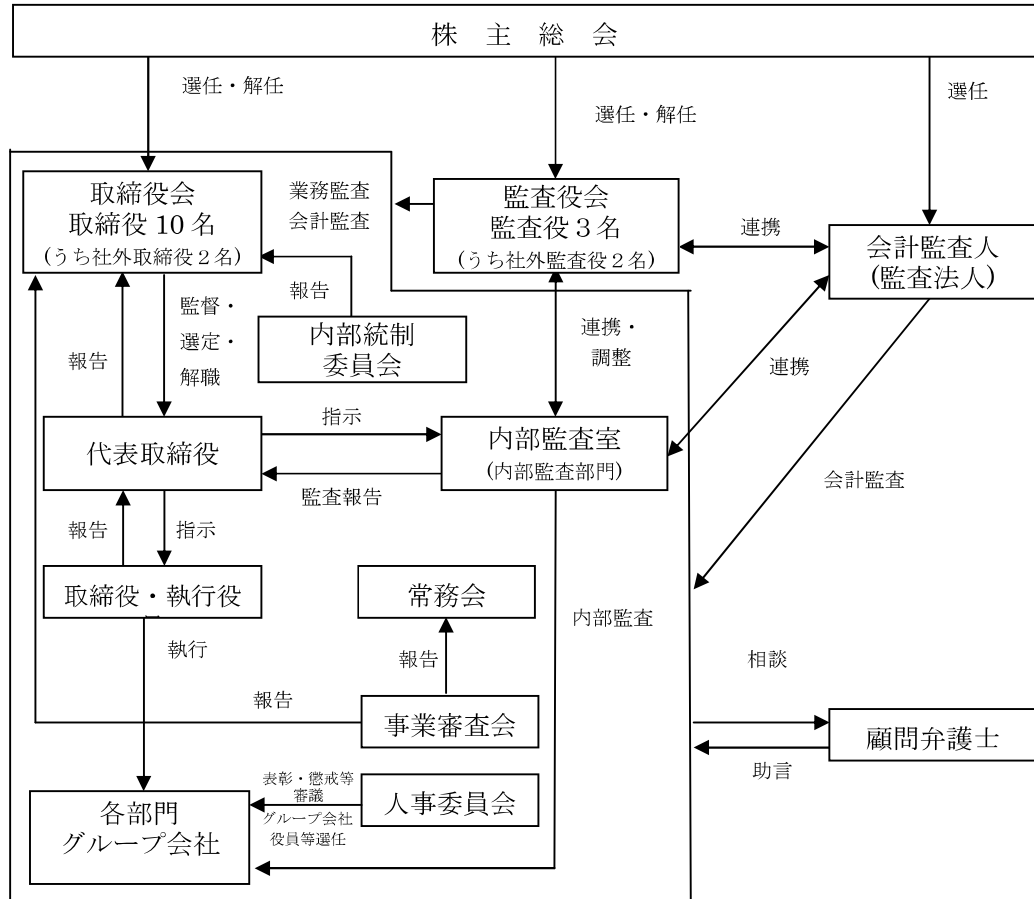 株 主 総 会
選任・解任
選任・解任
選任
取締役会
取締役 10 名
(うち社外取締役２名)
業務監査
会計監査
監査役会
監査役３名
(うち社外監査役２名)
連携
会計監査人
(監査法人)
報告
内部統制
委員会
監督・
選定・
解職
報告
連携・
調整
連携
代表取締役
指示
監査報告
内部監査室
(内部監査部門)
会計監査
報告
指示
取締役・執行役
常務会
内部監査
執行
報告
相談
報告
事業審査会
顧問弁護士
助言
表彰・懲戒等
審議
グループ会社
役員等選任
人事委員会
各部門
グループ会社